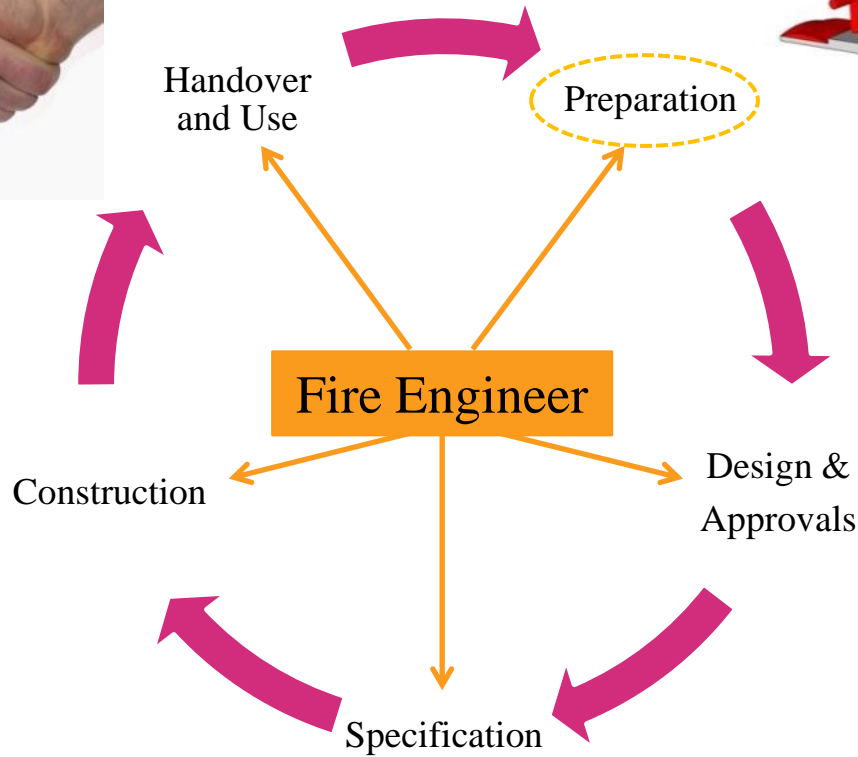 Handover
and Use
Preparation
Fire Engineer
Design &
Approvals
Construction
Specification